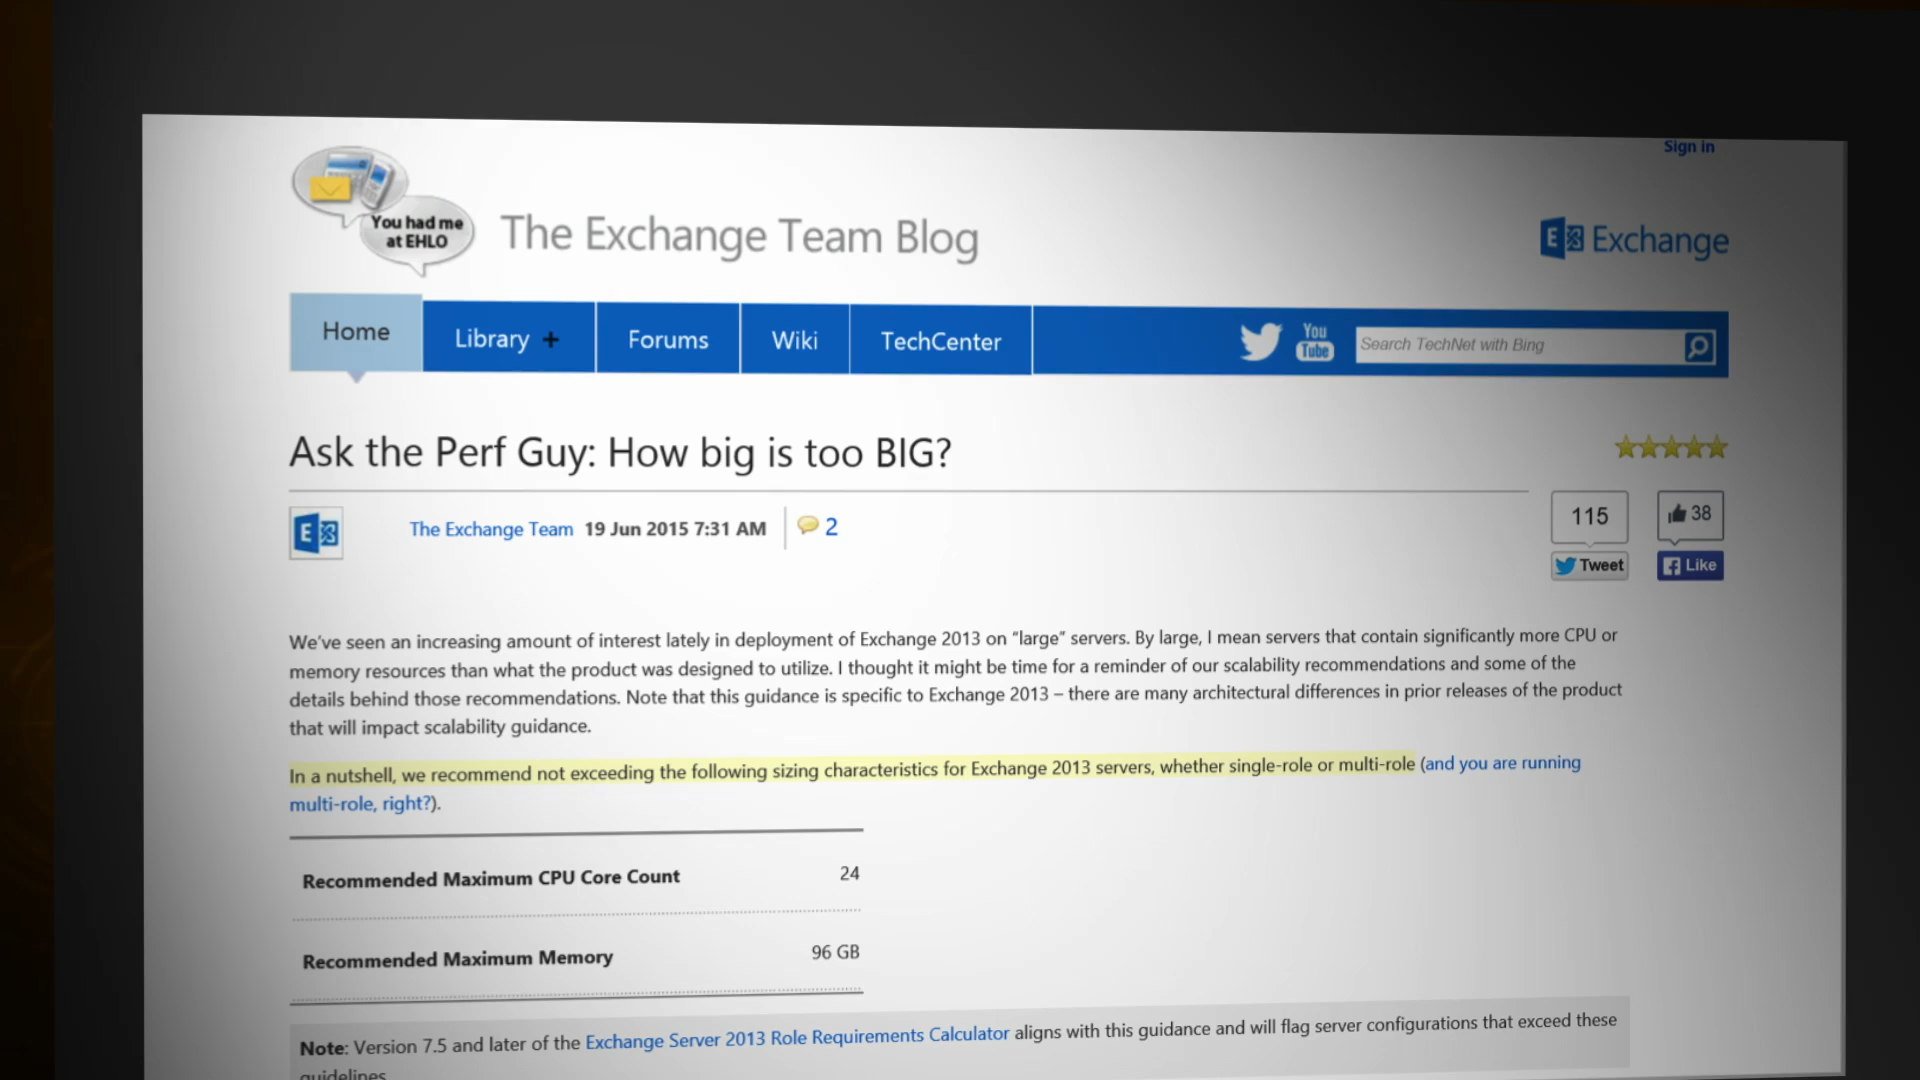 Sign in
You had me
at EHLO
The Exchange Team Blog
E Exchange
Home
Library +
Forums
Wiki
TechCenter
You
Tube
Search TechNet with Bing
Ask the Perf Guy: How big is too BIG?
E
The Exchange Team 19 Jun 2015 7:31 AM 2
115
38
Tweet
Like
We've seen an increasing amount of interest lately in deployment of Exchange 2013 on "large" servers. By large, I mean servers that contain significantly more CPU or
memory resources than what the product was designed to utilize. I thought it might be time for a reminder of our scalability recommendations and some of the
details behind those recommendations. Note that this guidance is specific to Exchange 2013 – there are many architectural differences in prior releases of the product
that will impact scalability guidance.
In a nutshell, we recommend not exceeding the following sizing characteristics for Exchange 2013 servers, whether single-role or multi-role (and you are running
multi-role, right?).
Recommended Maximum CPU Core Count 24
Recommended Maximum Memory 96 GB
Note: Version 7.5 and later of the Exchange Server 2013 Role Requirements Calculator aligns with this guidance and will flag server configurations that exceed these
guidelines